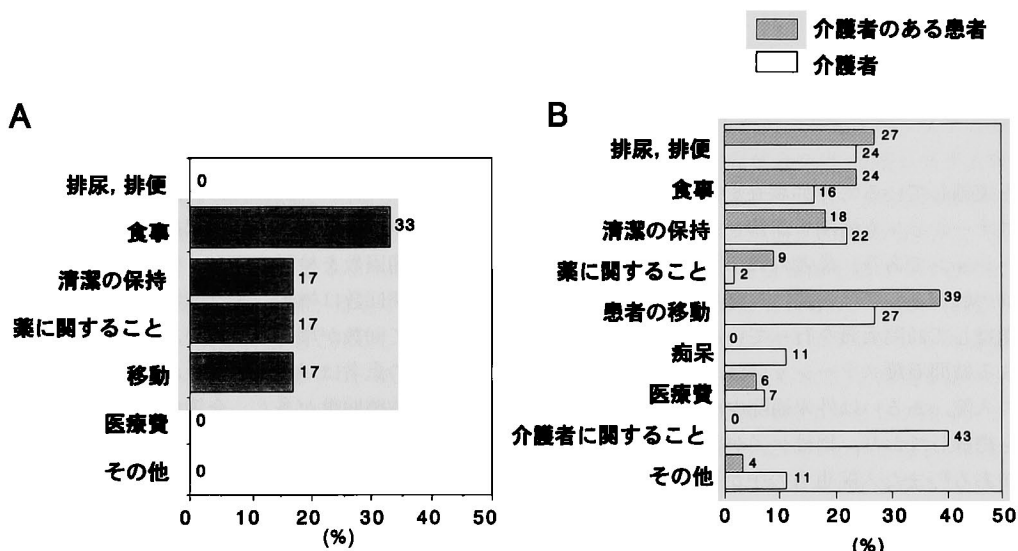 介護者のある患者
介護者
A
排尿, 排便 0
食事 33
清潔の保持 17
薬に関すること 17
移動 17
医療費 0
その他 0
0 10 20 30 40 50
(%)
B
排尿, 排便 27
24
食事 24
16
清潔の保持 18
22
薬に関すること 9
2
患者の移動 39
27
痴呆 0
11
医療費 6
7
介護者に関すること 0
43
その他 4
11
0 10 20 30 40 50
(%)